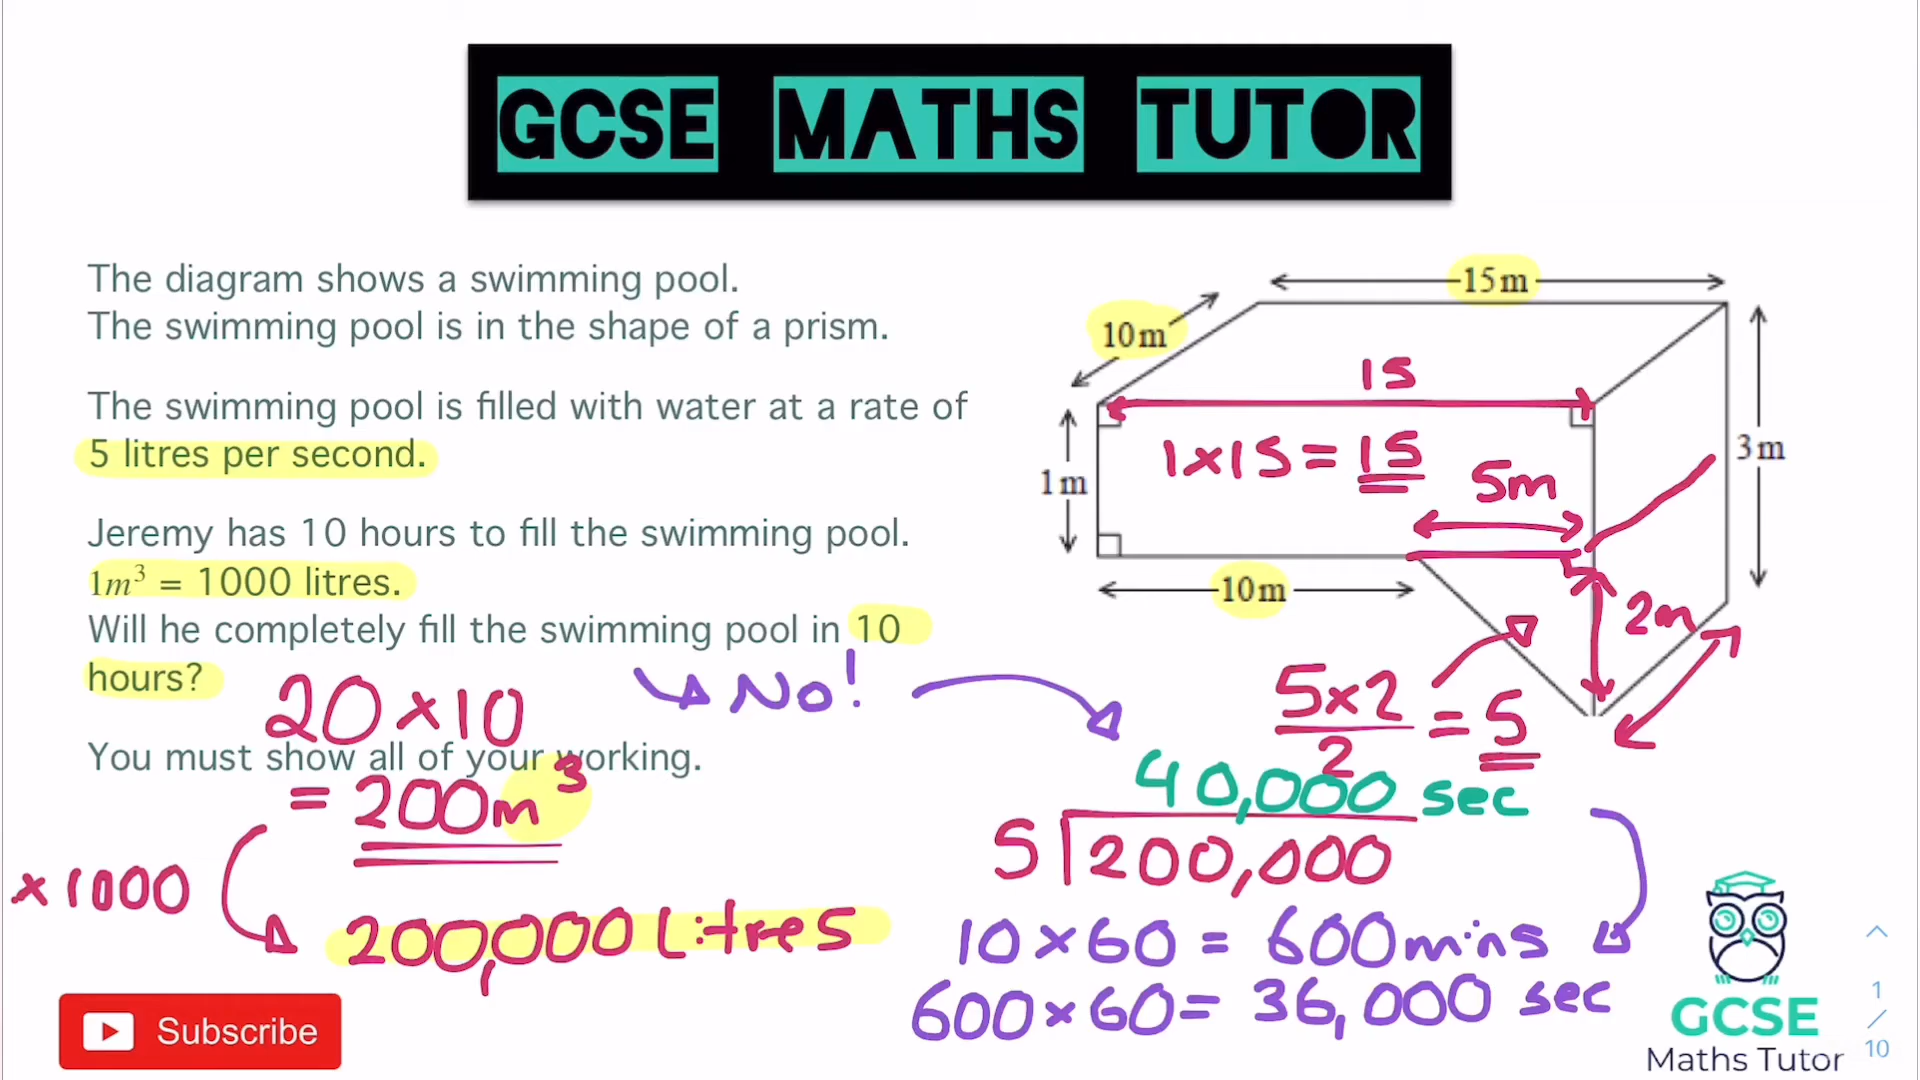 GCSE MATHS TUTOR
The diagram shows a swimming pool.
The swimming pool is in the shape of a prism.
The swimming pool is filled with water at a rate of
5 litres per second.
Jeremy has 10 hours to fill the swimming pool.
1m³ = 1000 litres.
Will he completely fill the swimming pool in 10
hours?
You must show all of your working.
No!
20 × 10
= 200m³
×1000
200,000 Litres
Subscribe
15m
10m
15
1×15=15
5m
3m
1m
10m
2m
5×2
2
= 5
40,000 sec
5 200,000
10 × 60 = 600mins
600 × 60 = 36,000 sec
GCSE
Maths Tutor
1
/
10